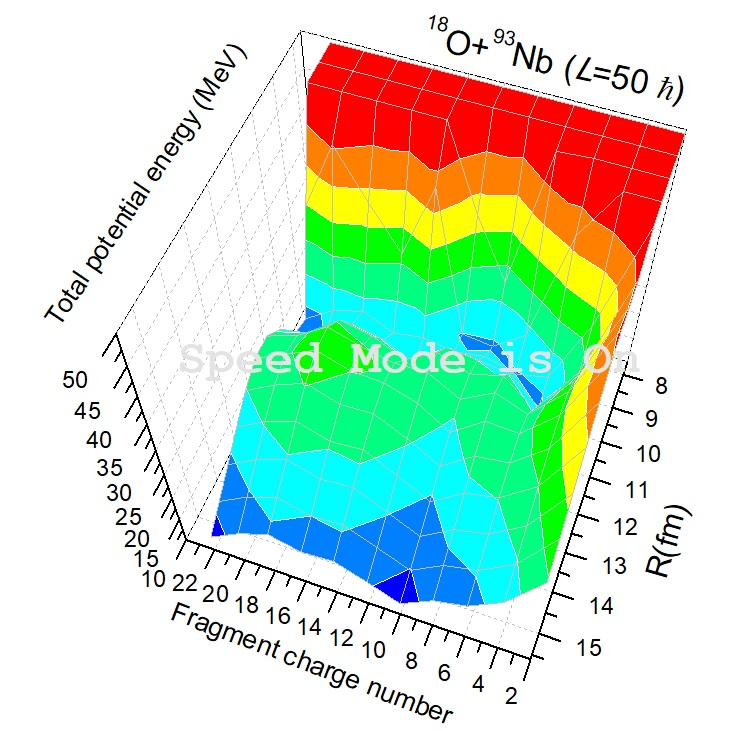 ¹⁸O+ ⁹³Nb (L=50 ħ)
Total potential energy (MeV)
Speed Mode is On
50
45
40
35
30
25
20
15
10
22 20 18 16 14 12 10 8 6 4 2
Fragment charge number
8
9
10
11
12
13
14
15
R(fm)